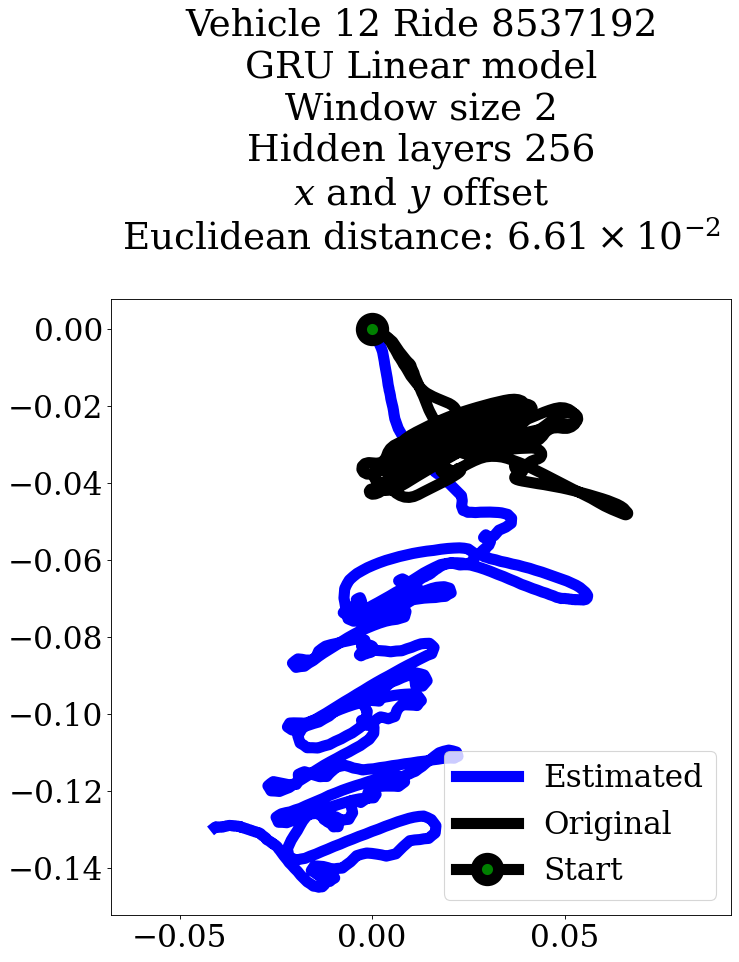 Vehicle 12 Ride 8537192
GRU Linear model
Window size 2
Hidden layers 256
x and y offset
Euclidean distance: 6.61 × 10⁻²
0.00
−0.02
−0.04
−0.06
−0.08
−0.10
−0.12
−0.14
Estimated
Original
Start
−0.05 0.00 0.05